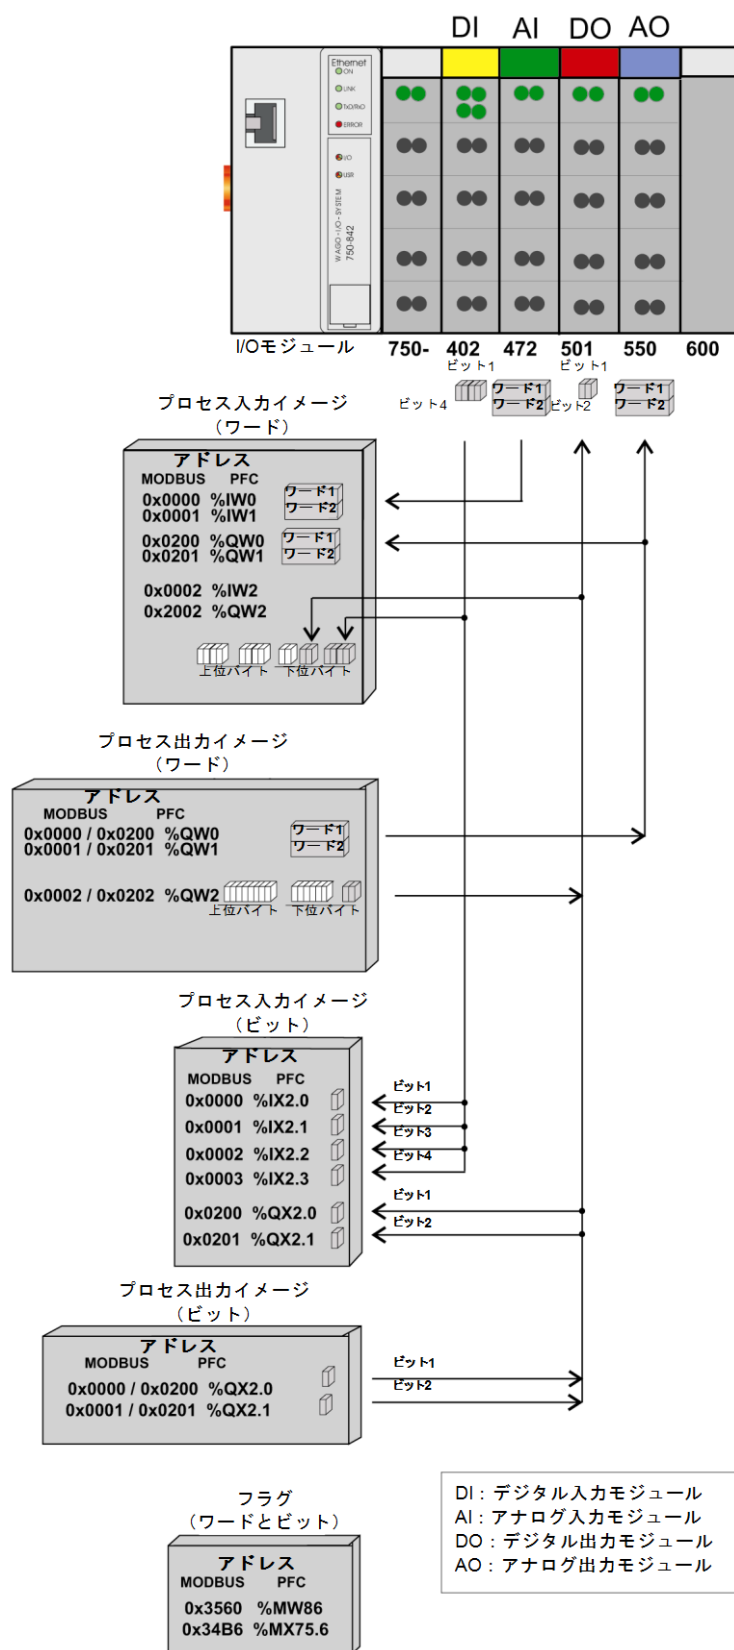 DI AI DO AO
Ethernet
ON
LINK
TxD/RxD
ERROR
I/O
USR
WAGO-I/O-SYSTEM
750-842
I/Oモジュール 750- 402 472 501 550 600
ビット1 ビット1
ビット4 ワード1 ビット2 ワード1
ワード2 ワード2
プロセス入力イメージ
（ワード）
アドレス
MODBUS PFC
0x0000 %IW0 ワード1
0x0001 %IW1 ワード2
0x0200 %QW0 ワード1
0x0201 %QW1 ワード2
0x0002 %IW2
0x2002 %QW2
上位バイト 下位バイト
プロセス出力イメージ
（ワード）
アドレス
MODBUS PFC
0x0000 / 0x0200 %QW0 ワード1
0x0001 / 0x0201 %QW1 ワード2
0x0002 / 0x0202 %QW2
上位バイト 下位バイト
プロセス入力イメージ
（ビット）
アドレス
MODBUS PFC
0x0000 %IX2.0 ビット1
0x0001 %IX2.1 ビット2
0x0002 %IX2.2 ビット3
0x0003 %IX2.3 ビット4
0x0200 %QX2.0 ビット1
0x0201 %QX2.1 ビット2
プロセス出力イメージ
（ビット）
アドレス
MODBUS PFC
0x0000 / 0x0200 %QX2.0 ビット1
0x0001 / 0x0201 %QX2.1 ビット2
フラグ
（ワードとビット）
アドレス
MODBUS PFC
0x3560 %MW86
0x34B6 %MX75.6
DI：デジタル入力モジュール
AI：アナログ入力モジュール
DO：デジタル出力モジュール
AO：アナログ出力モジュール